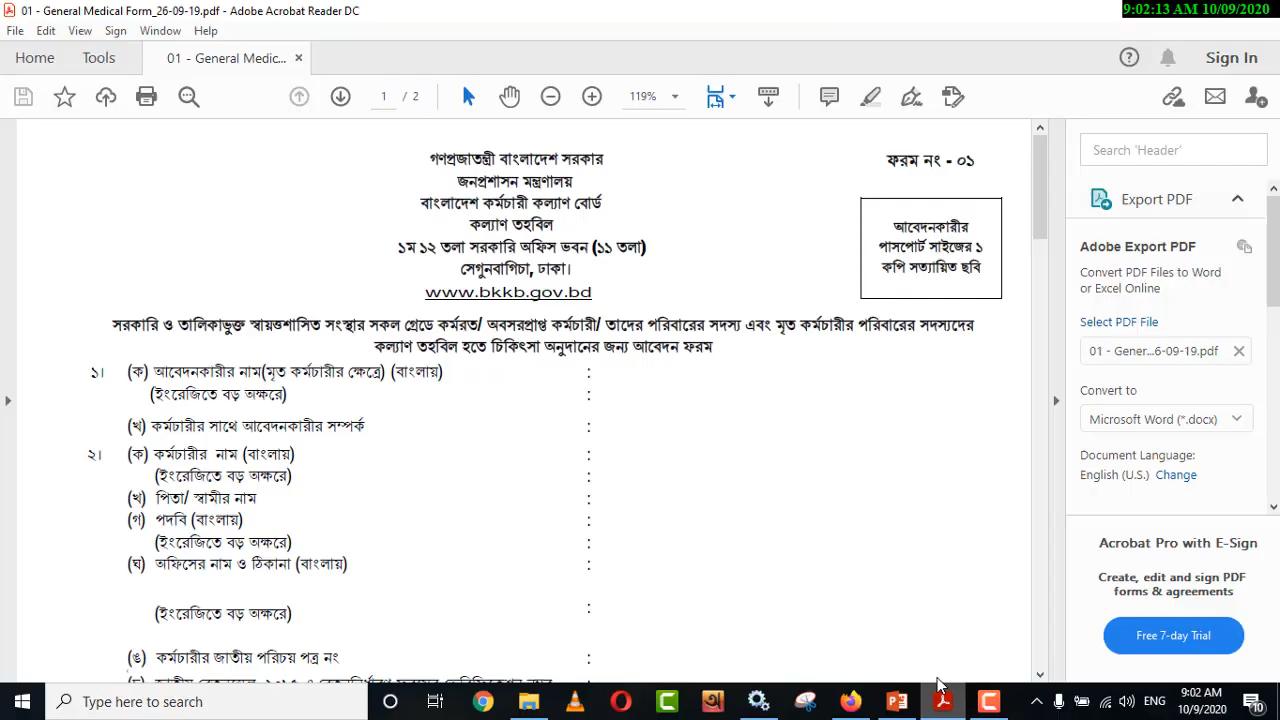 01 - General Medical Form_26-09-19.pdf - Adobe Acrobat Reader DC
9:02:13 AM 10/09/2020
File Edit View Sign Window Help
Home Tools 01 - General Medic... × Sign In
1 / 2 119%
গণপ্রজাতন্ত্রী বাংলাদেশ সরকার
জনপ্রশাসন মন্ত্রণালয়
বাংলাদেশ কর্মচারী কল্যাণ বোর্ড
কল্যাণ তহবিল
১ম ১২ তলা সরকারি অফিস ভবন (১১ তলা)
সেগুনবাগিচা, ঢাকা।
www.bkkb.gov.bd
ফরম নং - ০১
আবেদনকারীর
পাসপোর্ট সাইজের ১
কপি সত্যায়িত ছবি
সরকারি ও তালিকাভুক্ত স্বায়ত্তশাসিত সংস্থার সকল গ্রেডে কর্মরত/ অবসরপ্রাপ্ত কর্মচারী/ তাদের পরিবারের সদস্য এবং মৃত কর্মচারীর পরিবারের সদস্যদের
কল্যাণ তহবিল হতে চিকিৎসা অনুদানের জন্য আবেদন ফরম
১। (ক) আবেদনকারীর নাম(মৃত কর্মচারীর ক্ষেত্রে) (বাংলায়) :
(ইংরেজিতে বড় অক্ষরে) :
(খ) কর্মচারীর সাথে আবেদনকারীর সম্পর্ক :
২। (ক) কর্মচারীর নাম (বাংলায়) :
(ইংরেজিতে বড় অক্ষরে) :
(খ) পিতা/ স্বামীর নাম :
(গ) পদবি (বাংলায়) :
(ইংরেজিতে বড় অক্ষরে) :
(ঘ) অফিসের নাম ও ঠিকানা (বাংলায়) :
(ইংরেজিতে বড় অক্ষরে) :
(ঙ) কর্মচারীর জাতীয় পরিচয় পত্র নং :
Search 'Header'
Export PDF
Adobe Export PDF
Convert PDF Files to Word
or Excel Online
Select PDF File
01 - Gener...6-09-19.pdf ×
Convert to
Microsoft Word (*.docx)
Document Language:
English (U.S.) Change
Acrobat Pro with E-Sign
Create, edit and sign PDF
forms & agreements
Free 7-day Trial
Type here to search
ENG
9:02 AM
10/9/2020
10